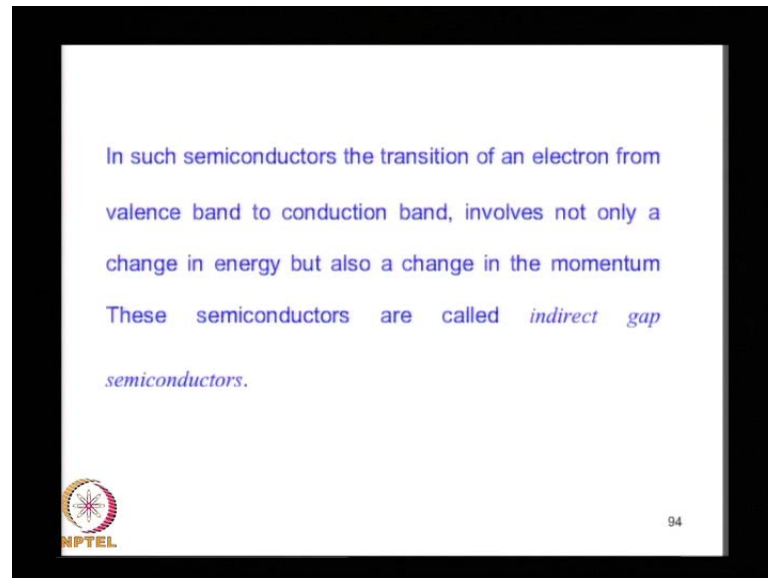 In such semiconductors the transition of an electron from
valence band to conduction band, involves not only a
change in energy but also a change in the momentum
These semiconductors are called indirect gap
semiconductors.
94
NPTEL